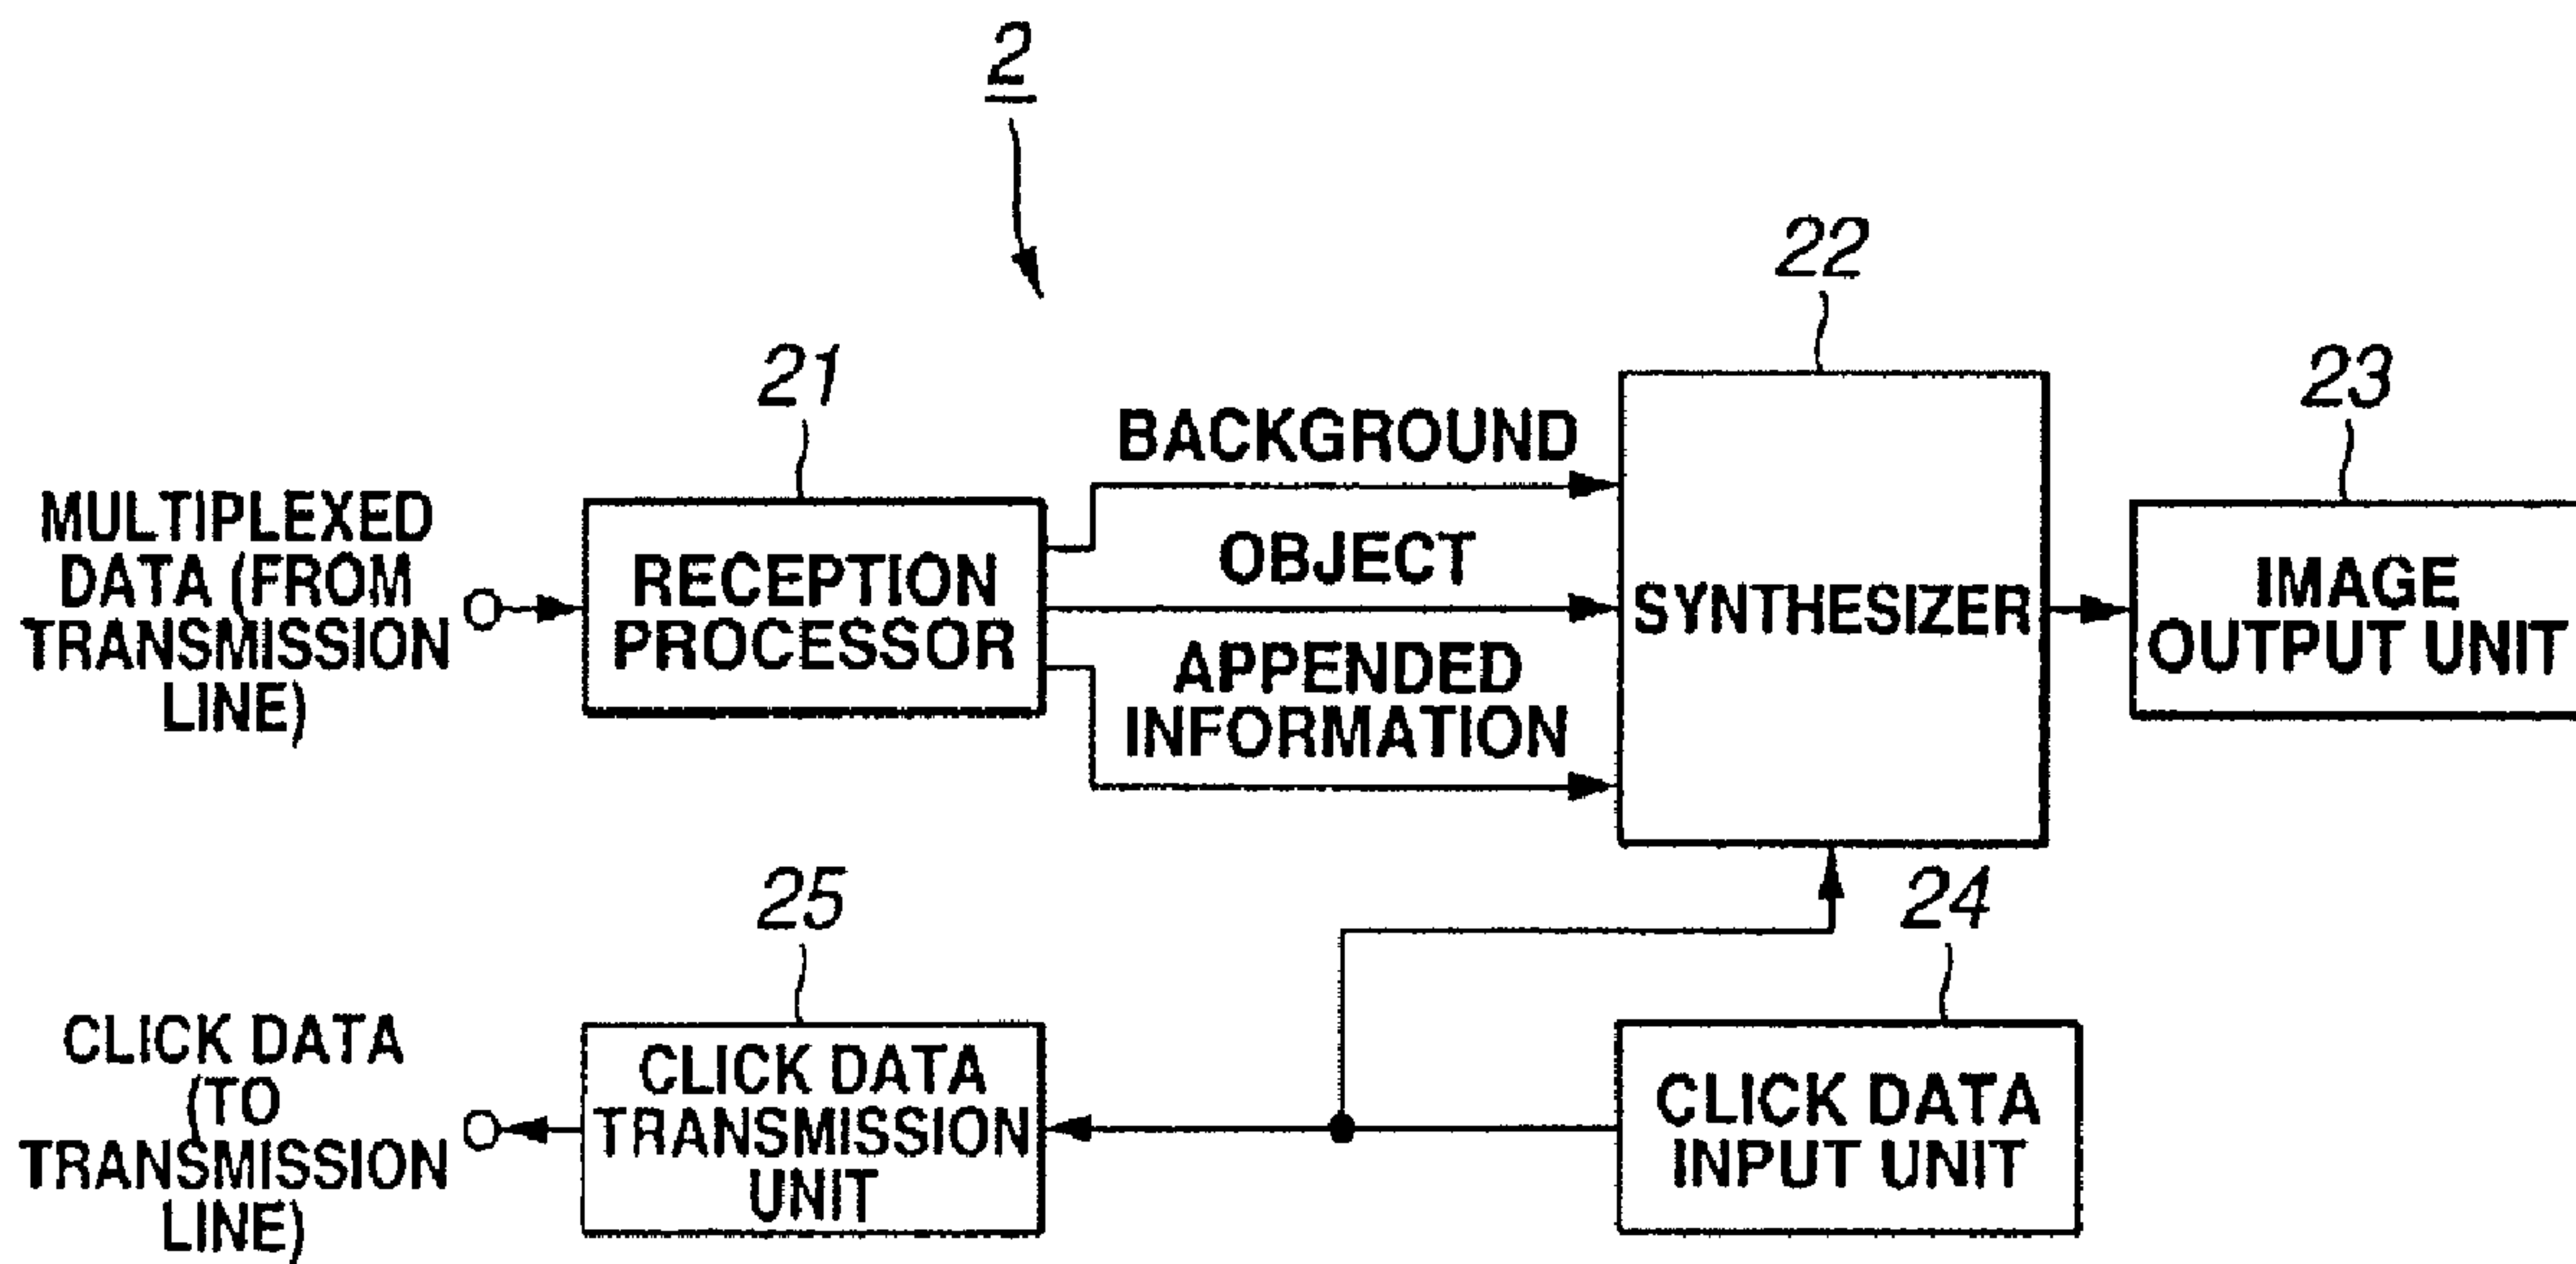 2
22
21
23
BACKGROUND
MULTIPLEXED
DATA (FROM
TRANSMISSION
LINE)
RECEPTION
PROCESSOR
OBJECT
APPENDED
INFORMATION
SYNTHESIZER
IMAGE
OUTPUT UNIT
25
24
CLICK DATA
(TO
TRANSMISSION
LINE)
CLICK DATA
TRANSMISSION
UNIT
CLICK DATA
INPUT UNIT